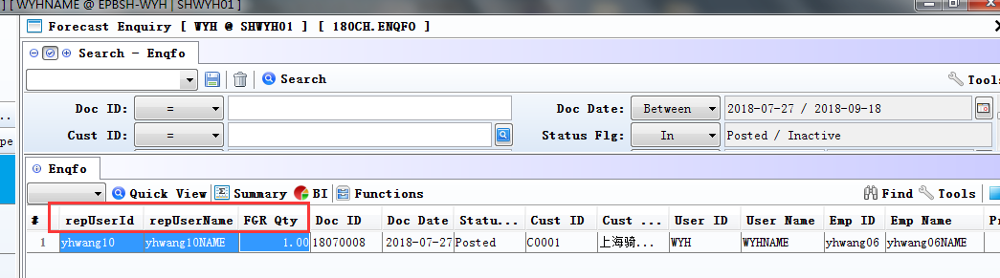 ] [ WYHNAME @ EPBSH-WYH | SHWYH01 ]
Forecast Enquiry [ WYH @ SHWYH01 ] [ 180CH.ENQFO ]
Search - Enqfo
Search Tools
Doc ID: = Doc Date: Between 2018-07-27 / 2018-09-18
Cust ID: = Status Flg: In Posted / Inactive
pe
Enqfo
Quick View Summary BI Functions Find Tools
# repUserId repUserName FGR Qty Doc ID Doc Date Statu... Cust ID Cust ... User ID User Name Emp ID Emp Name Pr
1 yhwang10 yhwang10NAME 1.00 18070008 2018-07-27 Posted C0001 上海骑... WYH WYHNAME yhwang06 yhwang06NAME